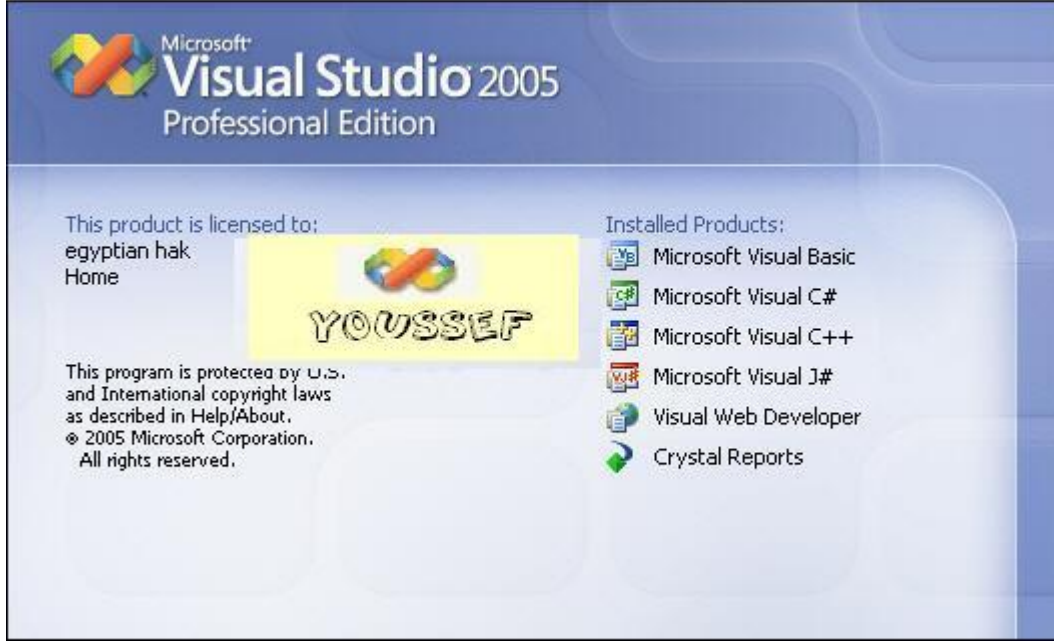 Microsoft
Visual Studio 2005
Professional Edition
This product is licensed to:
egyptian hak
Home
YOUSSEF
This program is protected by U.S.
and International copyright laws
as described in Help/About.
© 2005 Microsoft Corporation.
All rights reserved.
Installed Products:
Microsoft Visual Basic
Microsoft Visual C#
Microsoft Visual C++
Microsoft Visual J#
Visual Web Developer
Crystal Reports